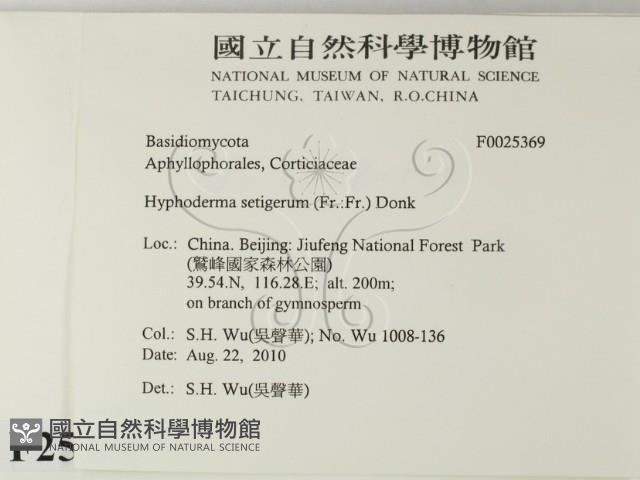 國立自然科學博物館
NATIONAL MUSEUM OF NATURAL SCIENCE
TAICHUNG, TAIWAN, R.O.CHINA
Basidiomycota F0025369
Aphyllophorales, Corticiaceae
Hyphoderma setigerum (Fr.:Fr.) Donk
Loc.: China. Beijing: Jiufeng National Forest Park
(鷲峰國家森林公園)
39.54.N, 116.28.E; alt. 200m;
on branch of gymnosperm
Col.: S.H. Wu(吳聲華); No. Wu 1008-136
Date: Aug. 22, 2010
Det.: S.H. Wu(吳聲華)
國立自然科學博物館
NATIONAL MUSEUM OF NATURAL SCIENCE